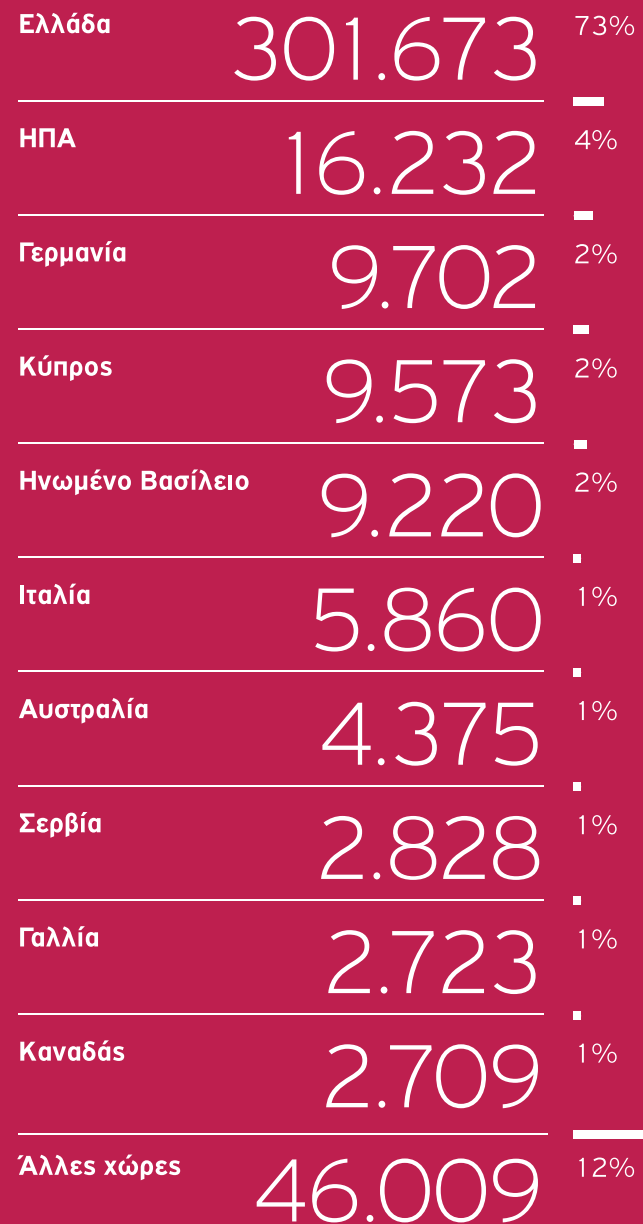 Ελλάδα 301.673 73%
ΗΠΑ 16.232 4%
Γερμανία 9.702 2%
Κύπρος 9.573 2%
Ηνωμένο Βασίλειο 9.220 2%
Ιταλία 5.860 1%
Αυστραλία 4.375 1%
Σερβία 2.828 1%
Γαλλία 2.723 1%
Καναδάς 2.709 1%
Άλλες χώρες 46.009 12%